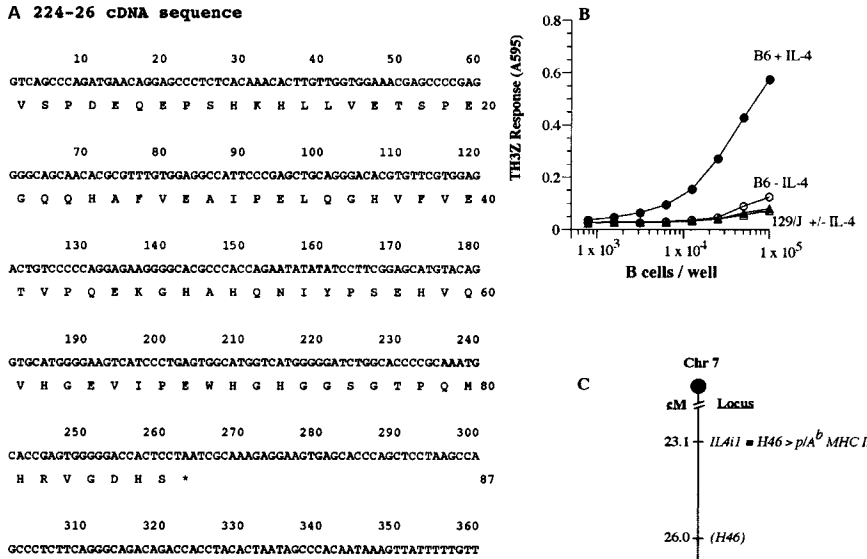 A 224-26 cDNA sequence
10 20 30 40 50 60
GTCAGCCCAGATGAACAGGAGCCCTCTCACAAACACTTGTTGGTGGAAACGAGCCCCGAG
V S P D E Q E P S H K H L L V E T S P E 20
70 80 90 100 110 120
GGGCAGCAACACGCGTTTGTGGAGGCCATTCCCGAGCTGCAGGGACACGTGTTCGTGGAG
G Q Q H A F V E A I P E L Q G H V F V E 40
130 140 150 160 170 180
ACTGTCCCCCAGGAGAAGGGGCACGCCCACCAGAATATATATCCTTCGGAGCATGTACAG
T V P Q E K G H A H Q N I Y P S E H V Q 60
190 200 210 220 230 240
GTGCATGGGGAAGTCATCCCTGAGTGGCATGGTCATGGGGGATCTGGCACCCCGCAAATG
V H G E V I P E W H G H G G S G T P Q M 80
250 260 270 280 290 300
CACCGAGTGGGGGACCACTCCTAATCGCAAAGAGGAAGTGAGCACCCAGCTCCTAAGCCA
H R V G D H S * 87
310 320 330 340 350 361
GCCCTCTTCAGGGCAGACAGACCACCTACACTAATAGCCCACAATAAAGTTATTTTTGTT
B
TH3Z Response (A595)
0.8
0.6
0.4
0.2
0
B6 + IL-4
B6 - IL-4
129/J +/- IL-4
1 x 10³ 1 x 10⁴ 1 x 10⁵
B cells / well
C
Chr 7
cM Locus
23.1 IL4i1 = H46 > p/Aᵇ MHC I
26.0 (H46)